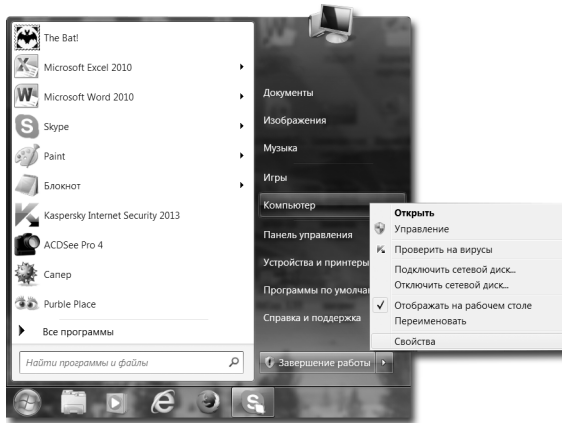 The Bat!
Microsoft Excel 2010
Microsoft Word 2010
Skype
Paint
Блокнот
Kaspersky Internet Security 2013
ACDSee Pro 4
Сапер
Purble Place
Все программы
Найти программы и файлы
Документы
Изображения
Музыка
Игры
Компьютер
Панель управления
Устройства и принтеры
Программы по умолчан
Справка и поддержка
Завершение работы
Открыть
Управление
Проверить на вирусы
Подключить сетевой диск...
Отключить сетевой диск...
Отображать на рабочем столе
Переименовать
Свойства